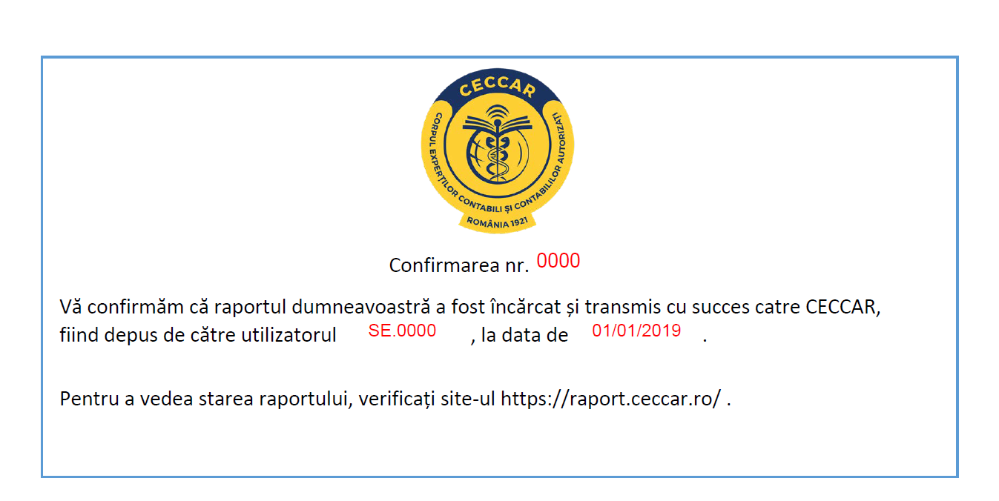 CECCAR
CORPUL EXPERȚILOR CONTABILI ȘI CONTABILILOR AUTORIZAȚI
ROMÂNIA 1921
Confirmarea nr. 0000
Vă confirmăm că raportul dumneavoastră a fost încărcat și transmis cu succes catre CECCAR,
fiind depus de către utilizatorul SE.0000 , la data de 01/01/2019 .
Pentru a vedea starea raportului, verificați site-ul https://raport.ceccar.ro/ .